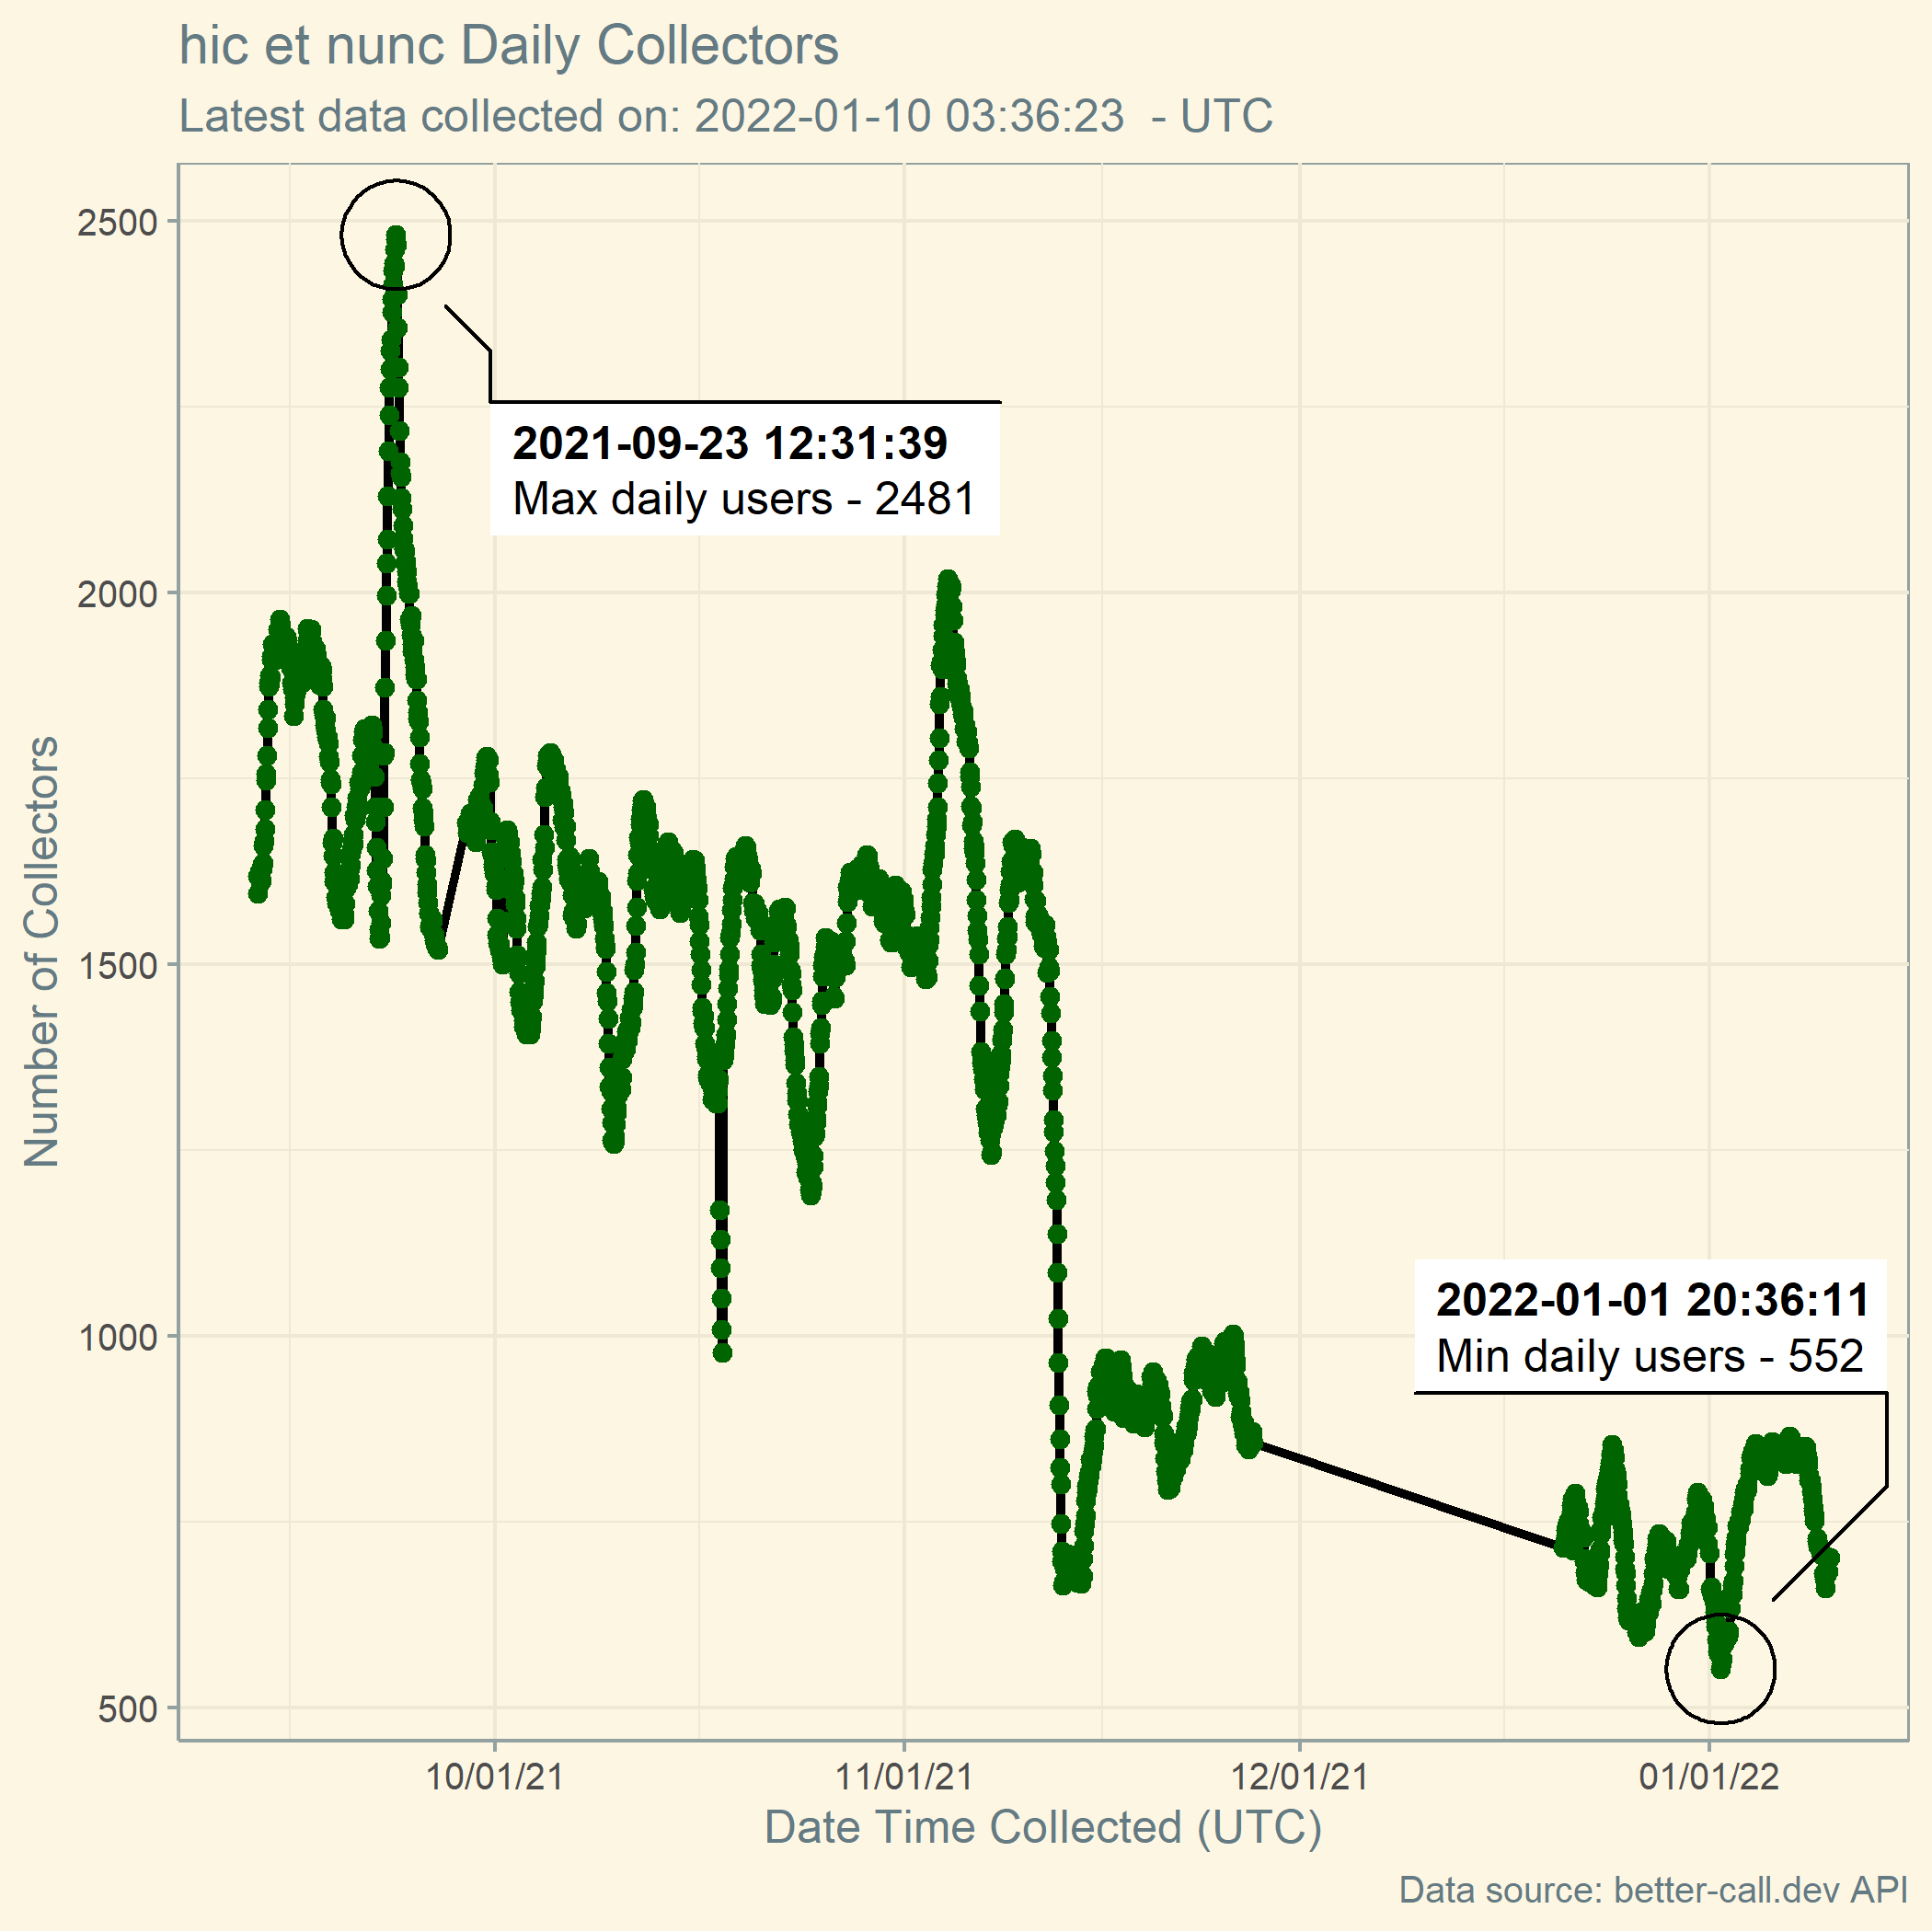 hic et nunc Daily Collectors
Latest data collected on: 2022-01-10 03:36:23  - UTC
Number of Collectors
2500
2000
1500
1000
500
2021-09-23 12:31:39
Max daily users - 2481
2022-01-01 20:36:11
Min daily users - 552
10/01/21
11/01/21
12/01/21
01/01/22
Date Time Collected (UTC)
Data source: better-call.dev API